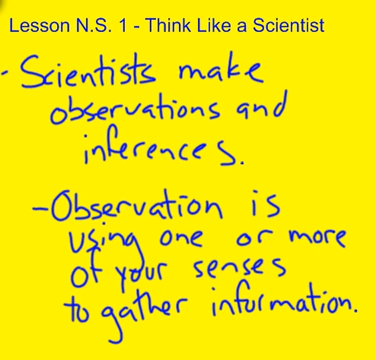 Lesson N.S. 1 - Think Like a Scientist
- Scientists make
observations and
inferences.
- Observation is
using one or more
of your senses
to gather information.